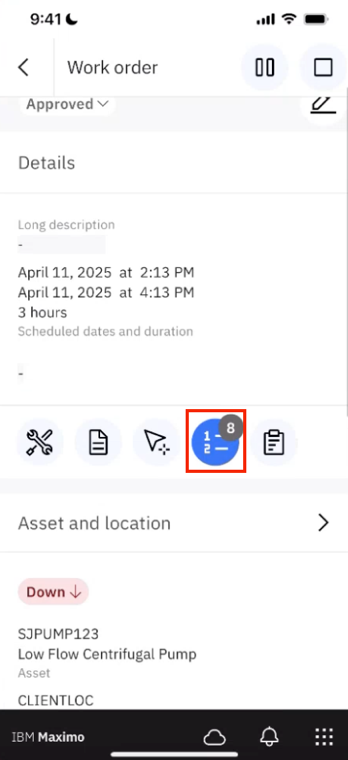 9:41
Work order
Approved
Details
Long description
-
April 11, 2025 at 2:13 PM
April 11, 2025 at 4:13 PM
3 hours
Scheduled dates and duration
-
1
2
8
Asset and location
Down ↓
SJPUMP123
Low Flow Centrifugal Pump
Asset
CLIENTLOC
IBM Maximo